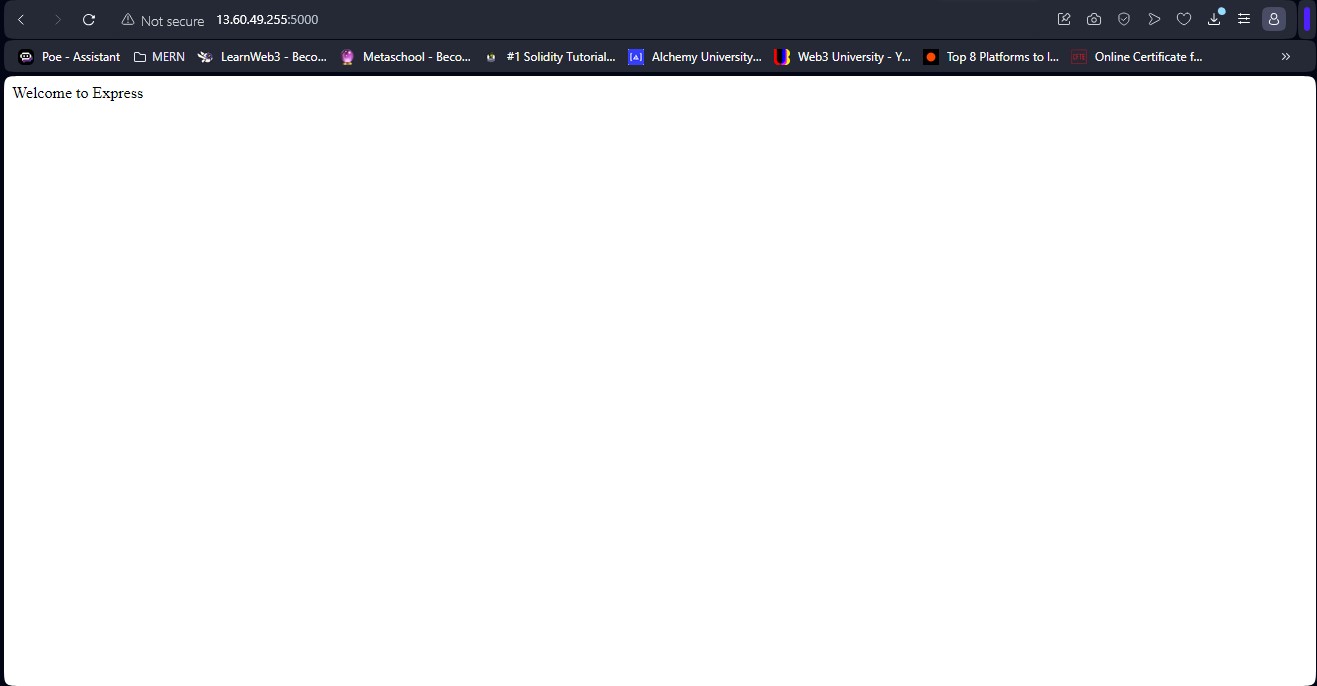 Not secure 13.60.49.255:5000
Poe - Assistant MERN LearnWeb3 - Beco... Metaschool - Beco... #1 Solidity Tutorial... [A] Alchemy University... Web3 University - Y... Top 8 Platforms to l... Online Certificate f... »
Welcome to Express